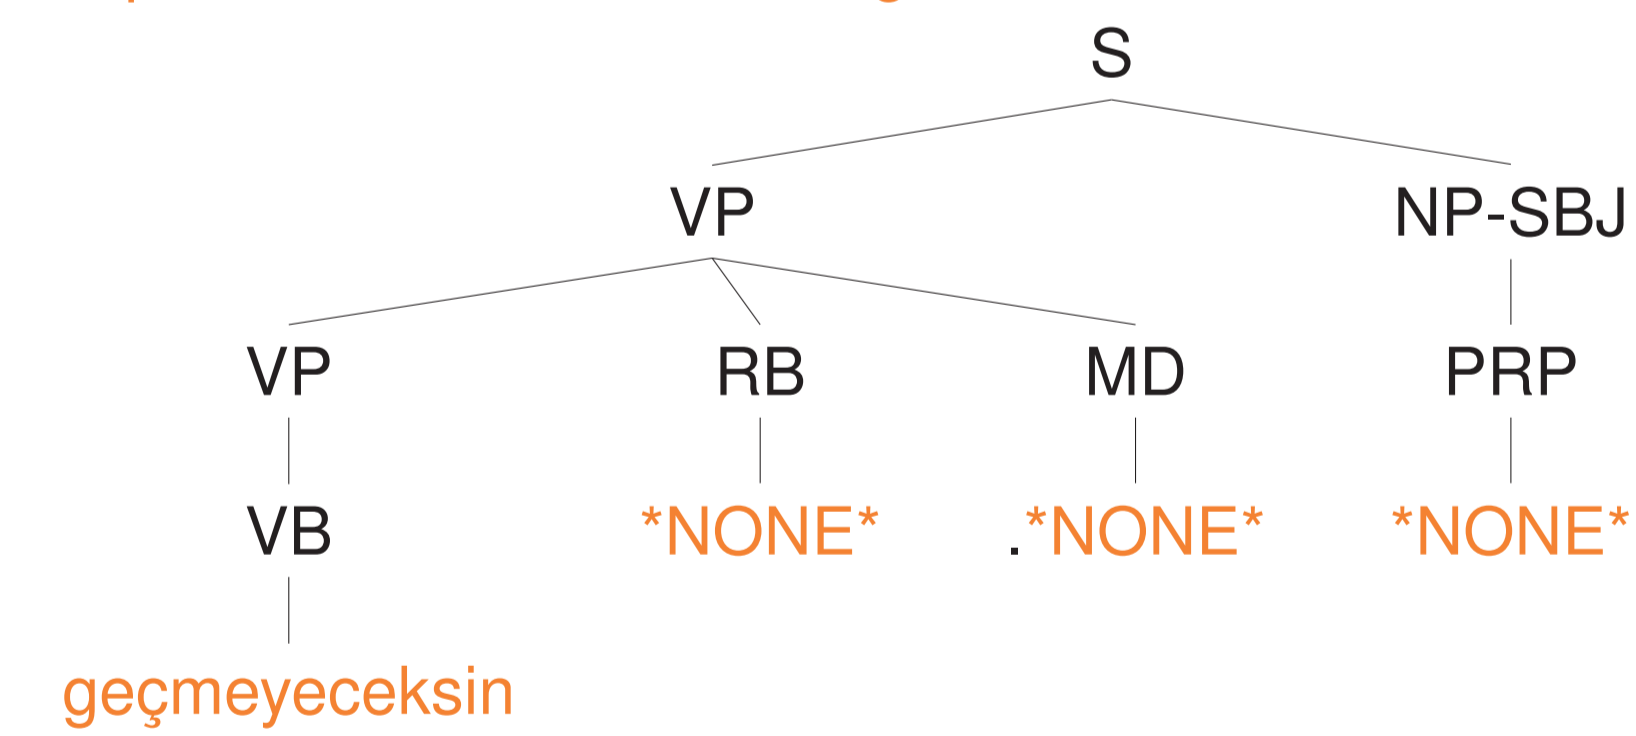 S
VP NP-SBJ
VP RB MD PRP
VB *NONE* .*NONE* *NONE*
geçmeyeceksin